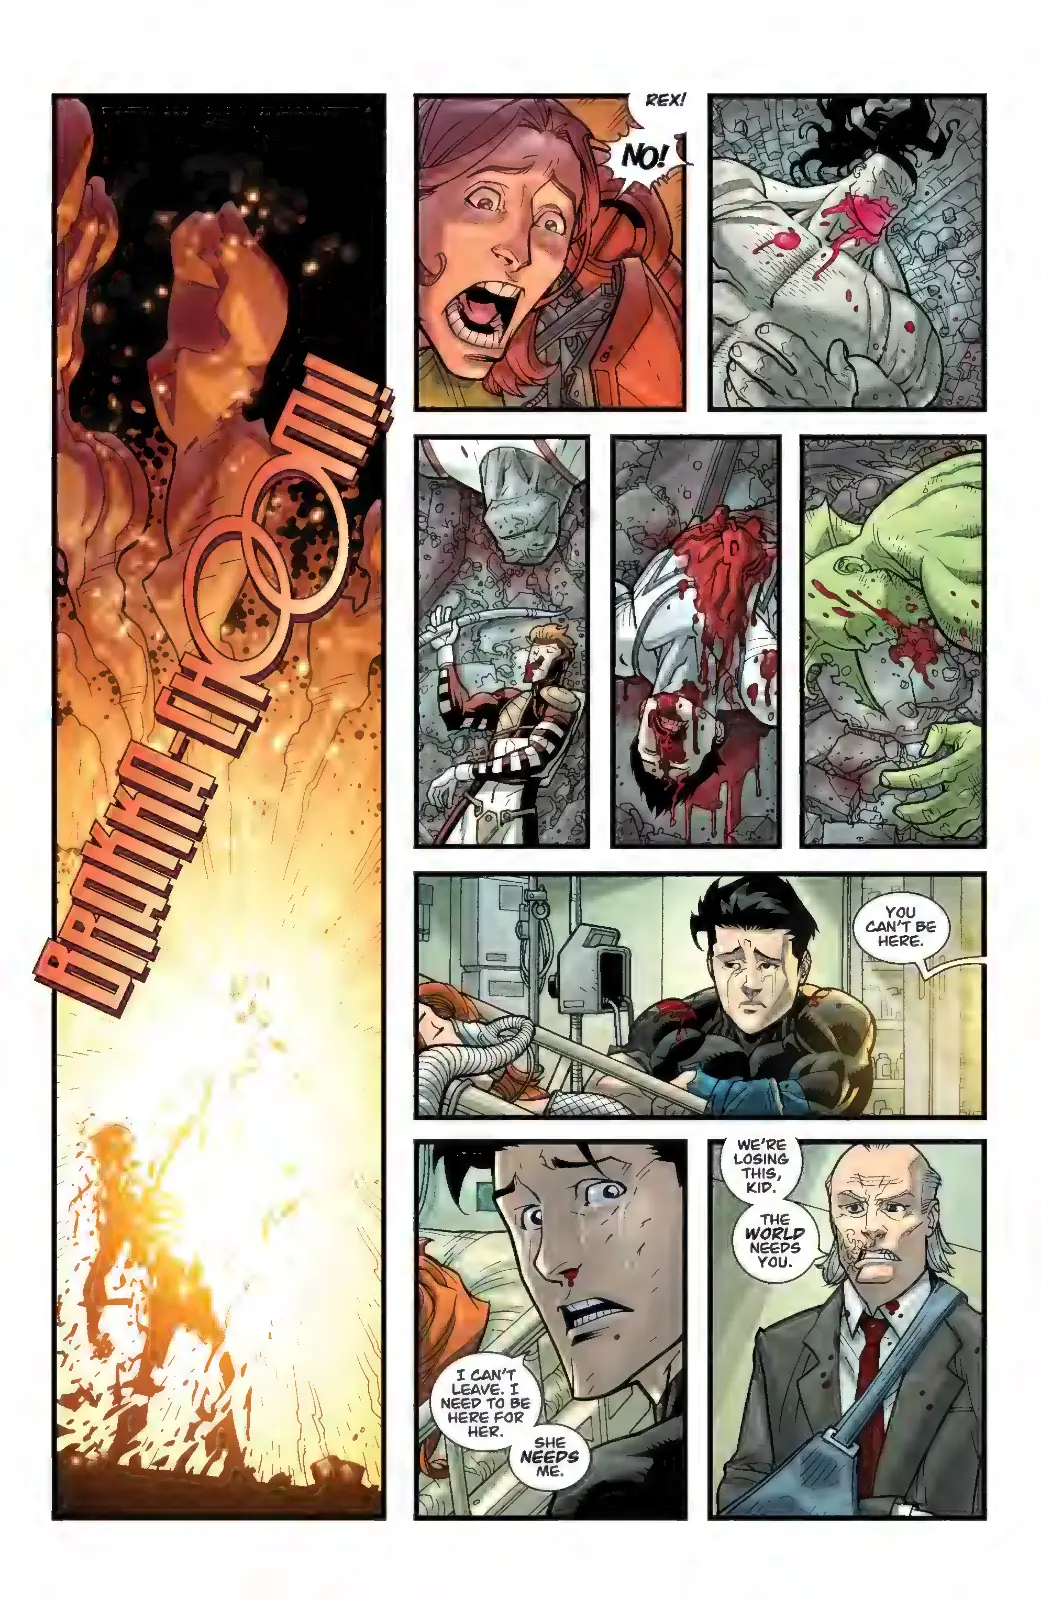 BRAKKA-CHOOOM!
REX!
NO!
YOU
CAN'T BE
HERE.
I CAN'T
LEAVE. I
NEED TO BE
HERE FOR
HER.
SHE
NEEDS
ME.
WE'RE
LOSING
THIS,
KID.
THE
WORLD
NEEDS
YOU.